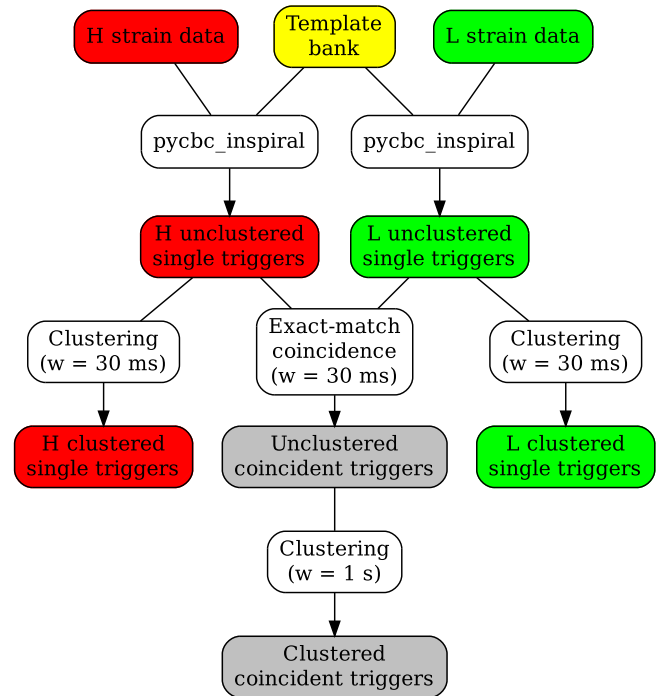 H strain data
Template
bank
L strain data
pycbc_inspiral
pycbc_inspiral
H unclustered
single triggers
L unclustered
single triggers
Clustering
(w = 30 ms)
Exact-match
coincidence
(w = 30 ms)
Clustering
(w = 30 ms)
H clustered
single triggers
Unclustered
coincident triggers
L clustered
single triggers
Clustering
(w = 1 s)
Clustered
coincident triggers